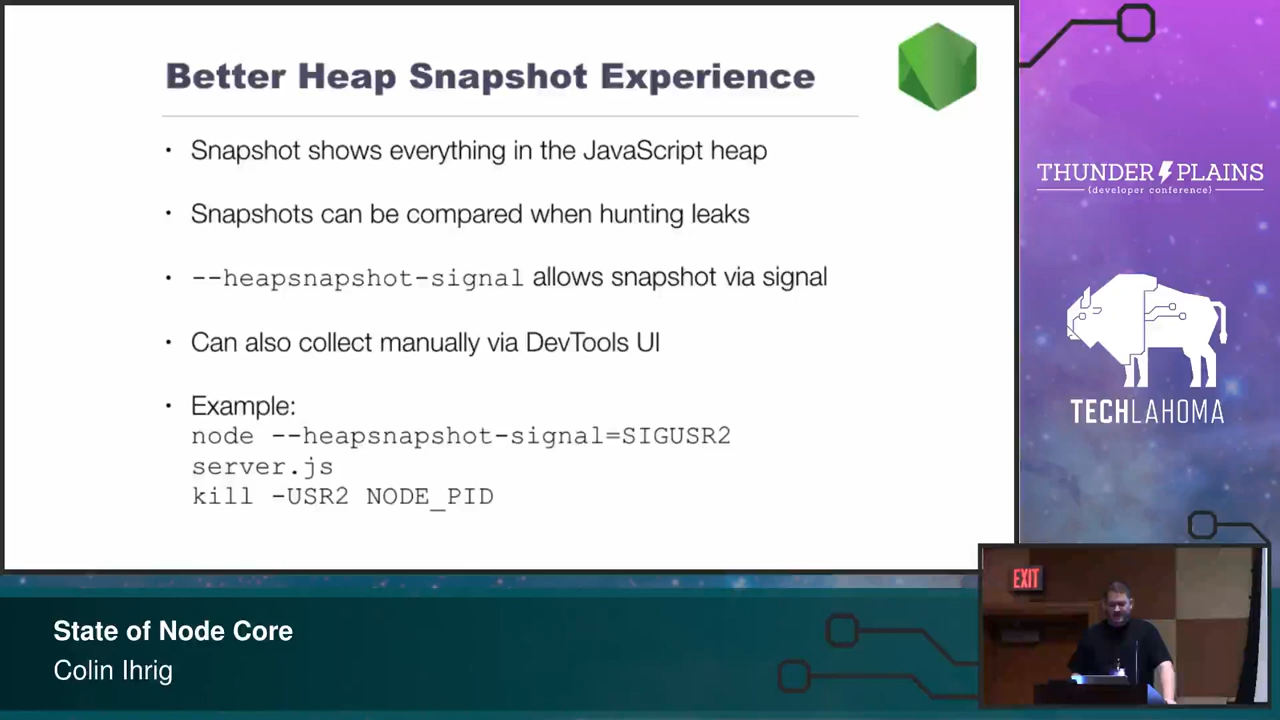 Better Heap Snapshot Experience
• Snapshot shows everything in the JavaScript heap
• Snapshots can be compared when hunting leaks
• --heapsnapshot-signal allows snapshot via signal
• Can also collect manually via DevTools UI
• Example:
node --heapsnapshot-signal=SIGUSR2
server.js
kill -USR2 NODE_PID
THUNDER PLAINS
{developer conference}
TECHLAHOMA
EXIT
State of Node Core
Colin Ihrig